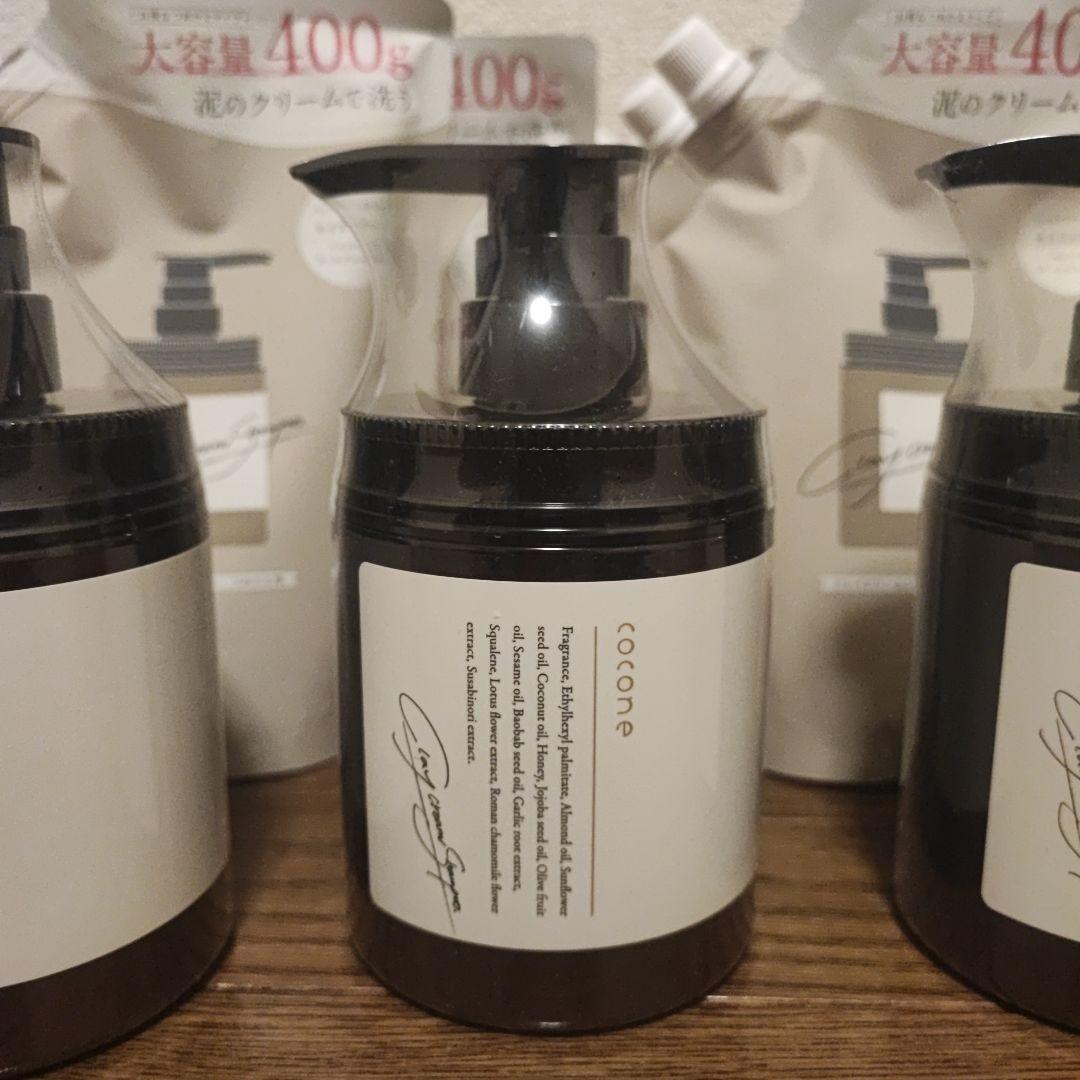 大容量400g
泥のクリームで洗う
400g
大容量40
泥のクリーム
cocone
Fragrance, Ethylhexyl palmitate, Almond oil, Sunflower
seed oil, Coconut oil, Honey, Jojoba seed oil, Olive fruit
oil, Sesame oil, Baobab seed oil, Garlic root extract,
Squalene, Lotus flower extract, Roman chamomile flower
extract, Susabinori extract.
Clay cream Shampoo